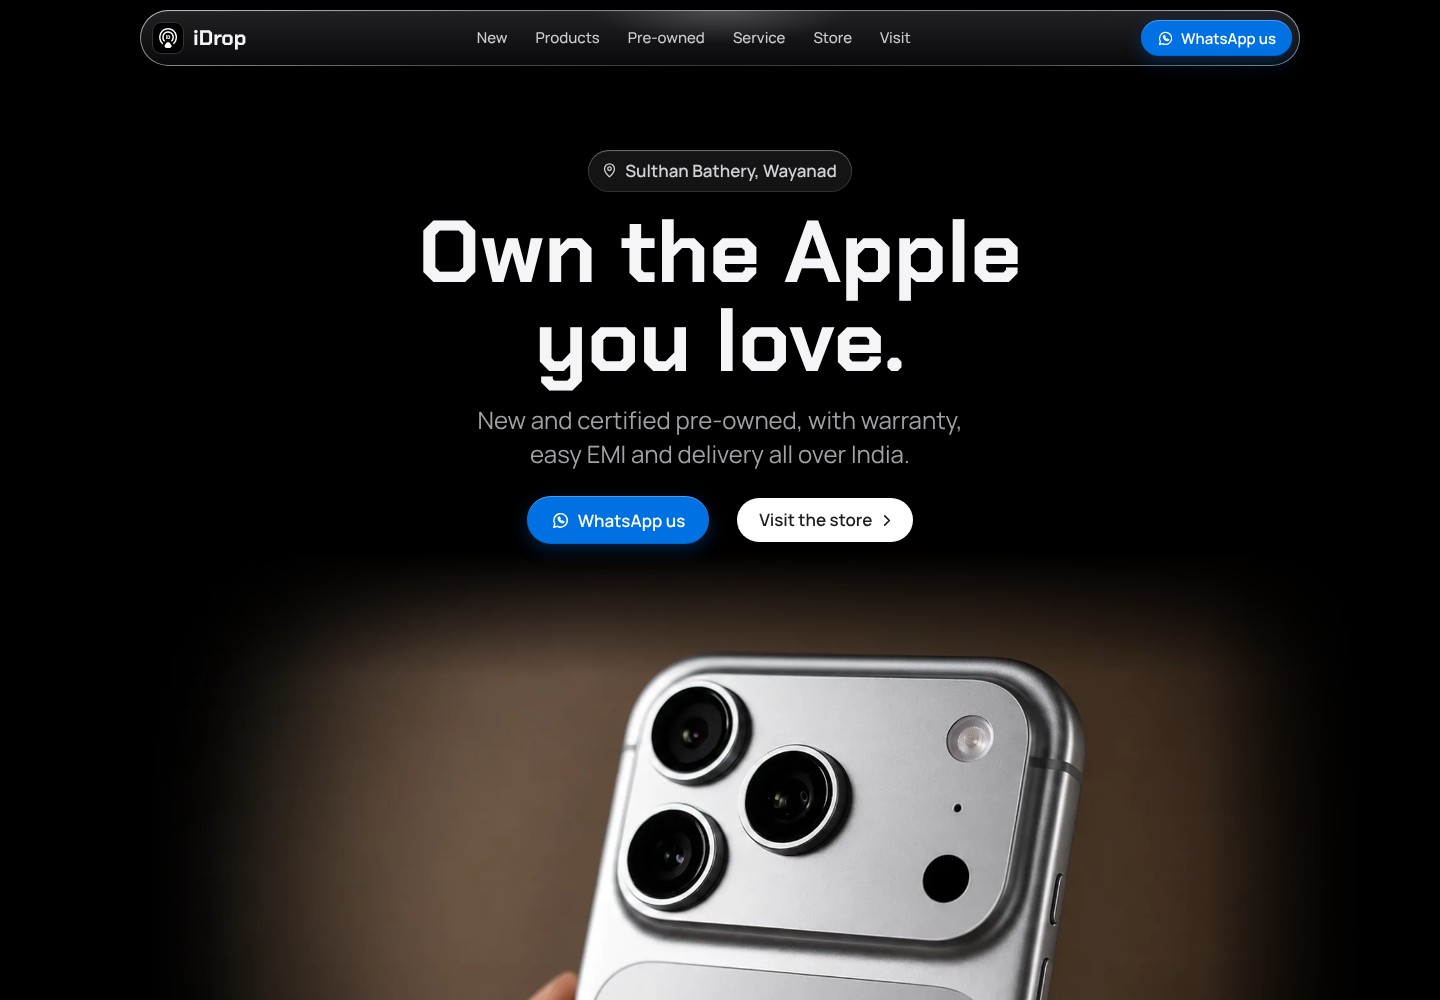 iDrop
New
Products
Pre-owned
Service
Store
Visit
WhatsApp us
Sulthan Bathery, Wayanad
Own the Apple
you love.
New and certified pre-owned, with warranty,
easy EMI and delivery all over India.
WhatsApp us
Visit the store